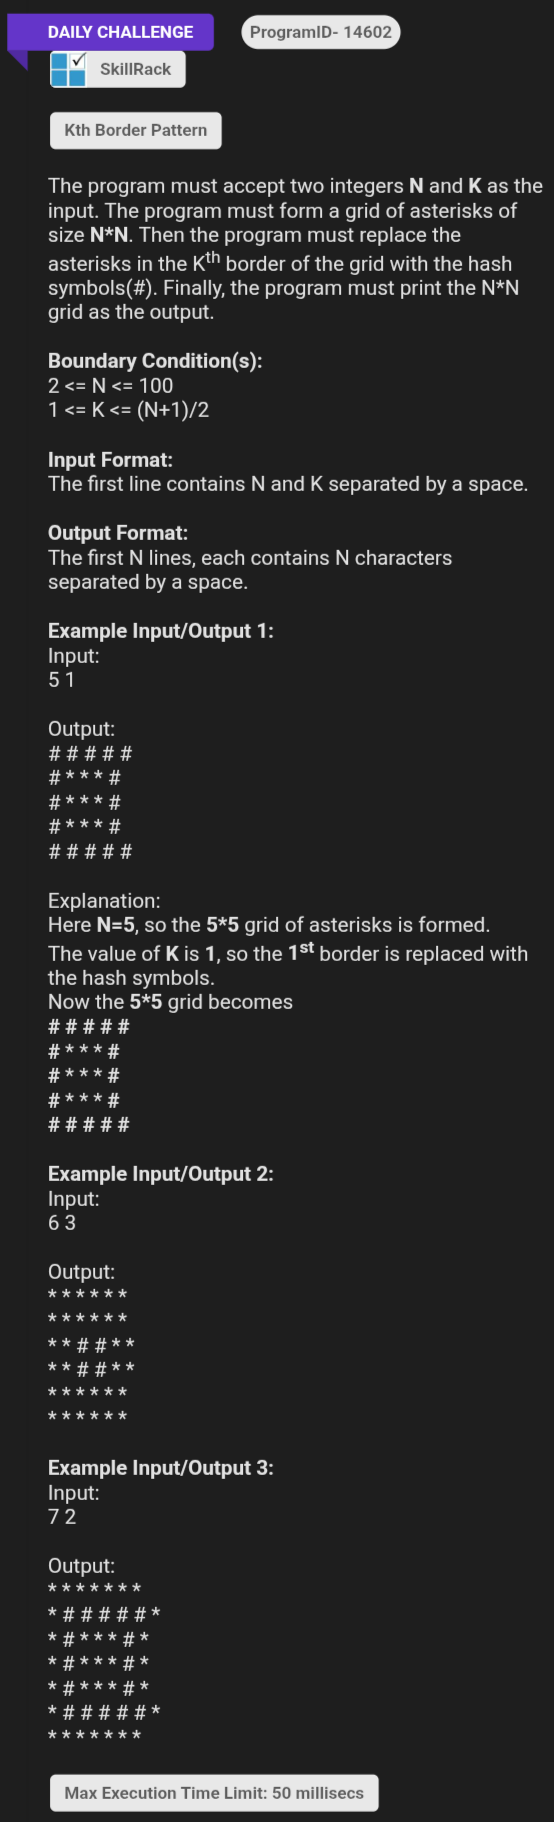 DAILY CHALLENGE
ProgramID- 14602
SkillRack
Kth Border Pattern
The program must accept two integers N and K as the
input. The program must form a grid of asterisks of
size N*N. Then the program must replace the
asterisks in the Kth border of the grid with the hash
symbols(#). Finally, the program must print the N*N
grid as the output.
Boundary Condition(s):
2 <= N <= 100
1 <= K <= (N+1)/2
Input Format:
The first line contains N and K separated by a space.
Output Format:
The first N lines, each contains N characters
separated by a space.
Example Input/Output 1:
Input:
5 1
Output:
# # # # #
# * * * #
# * * * #
# * * * #
# # # # #
Explanation:
Here N=5, so the 5*5 grid of asterisks is formed.
The value of K is 1, so the 1st border is replaced with
the hash symbols.
Now the 5*5 grid becomes
# # # # #
# * * * #
# * * * #
# * * * #
# # # # #
Example Input/Output 2:
Input:
6 3
Output:
* * * * * *
* * * * * *
* * # # * *
* * # # * *
* * * * * *
* * * * * *
Example Input/Output 3:
Input:
7 2
Output:
* * * * * * *
* # # # # # *
* # * * * # *
* # * * * # *
* # * * * # *
* # # # # # *
* * * * * * *
Max Execution Time Limit: 50 millisecs